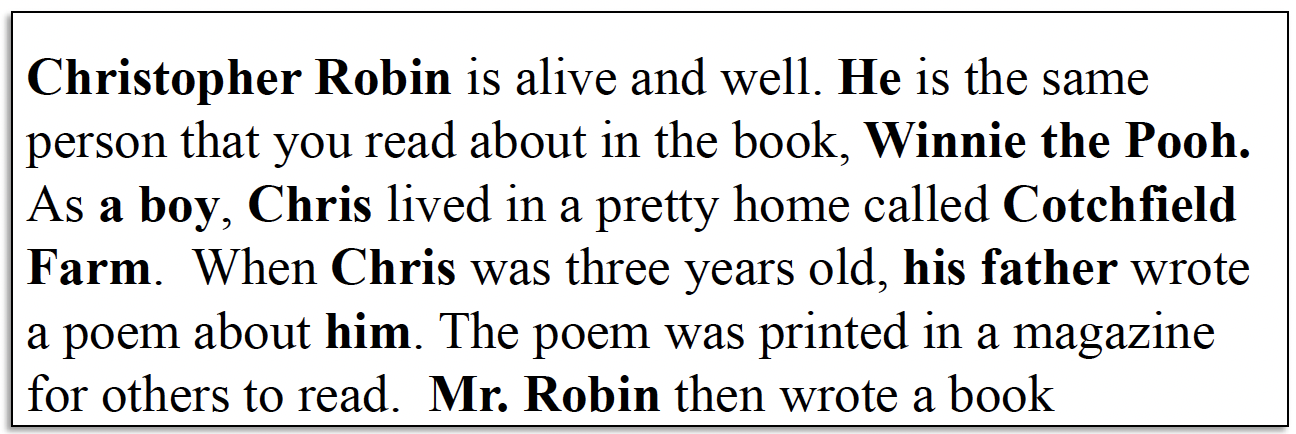 Christopher Robin is alive and well. He is the same
person that you read about in the book, Winnie the Pooh.
As a boy, Chris lived in a pretty home called Cotchfield
Farm. When Chris was three years old, his father wrote
a poem about him. The poem was printed in a magazine
for others to read. Mr. Robin then wrote a book